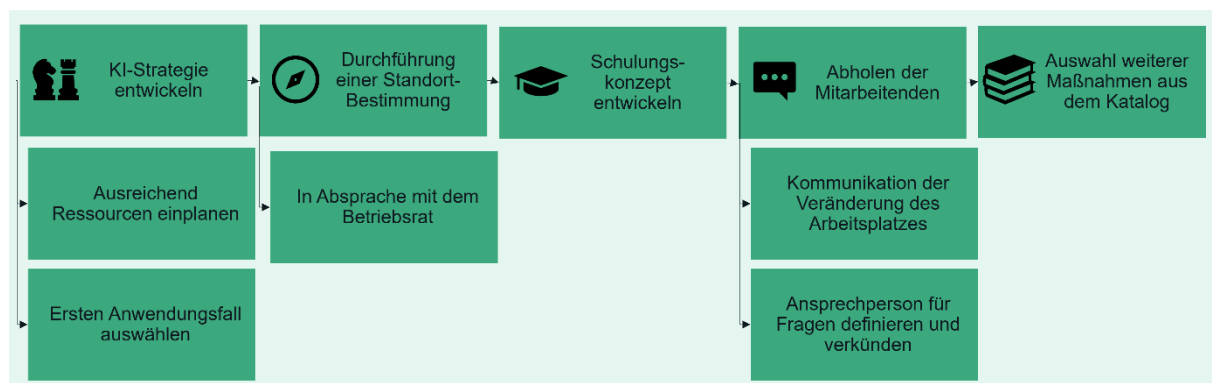 KI-Strategie
entwickeln
Durchführung
einer Standort-
Bestimmung
Schulungs-
konzept
entwickeln
Abholen der
Mitarbeitenden
Auswahl weiterer
Maßnahmen aus
dem Katalog
Ausreichend
Ressourcen einplanen
In Absprache mit dem
Betriebsrat
Kommunikation der
Veränderung des
Arbeitsplatzes
Ersten Anwendungsfall
auswählen
Ansprechperson für
Fragen definieren und
verkünden